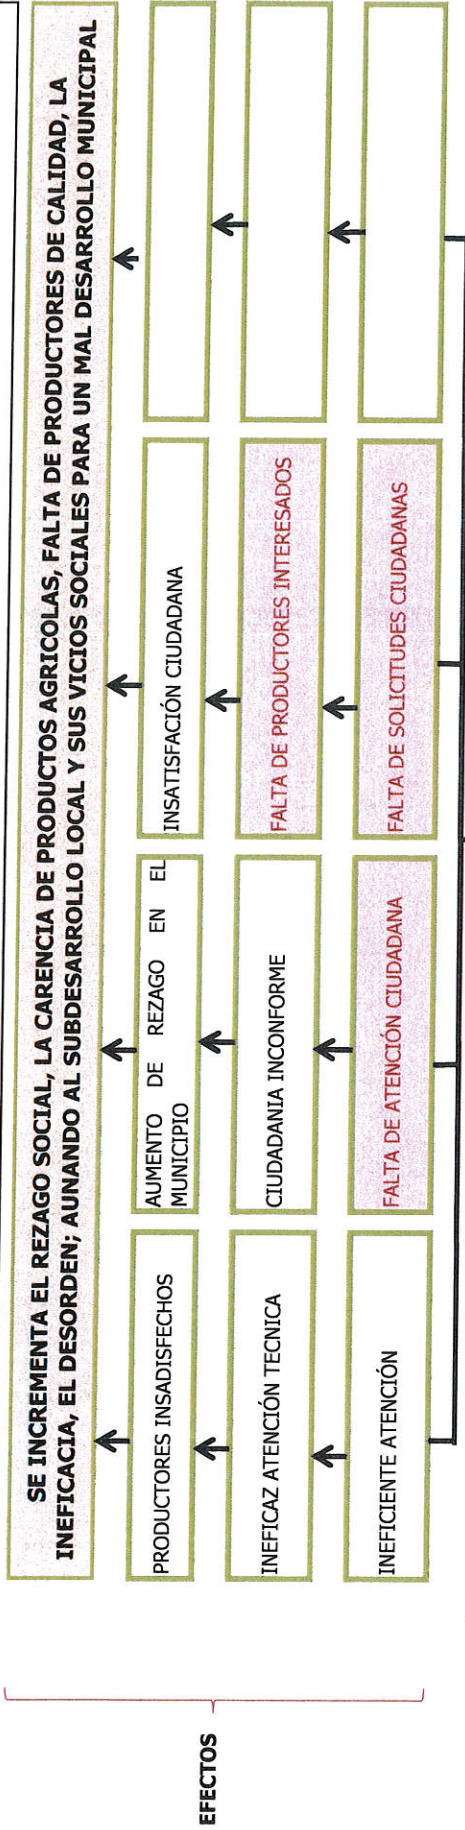 SE INCREMENTA EL REZAGO SOCIAL, LA CARENCIA DE PRODUCTOS AGRICOLAS, FALTA DE PRODUCTORES DE CALIDAD, LA
INEFICACIA, EL DESORDEN; AUNANDO AL SUBDESARROLLO LOCAL Y SUS VICIOS SOCIALES PARA UN MAL DESARROLLO MUNICIPAL
PRODUCTORES INSADISFECHOS
AUMENTO DE REZAGO EN EL
MUNICIPIO
INSATISFACIÓN CIUDADANA
INEFICAZ ATENCIÓN TECNICA
CIUDADANIA INCONFORME
FALTA DE PRODUCTORES INTERESADOS
INEFICIENTE ATENCIÓN
FALTA DE ATENCIÓN CIUDADANA
FALTA DE SOLICITUDES CIUDADANAS
EFECTOS